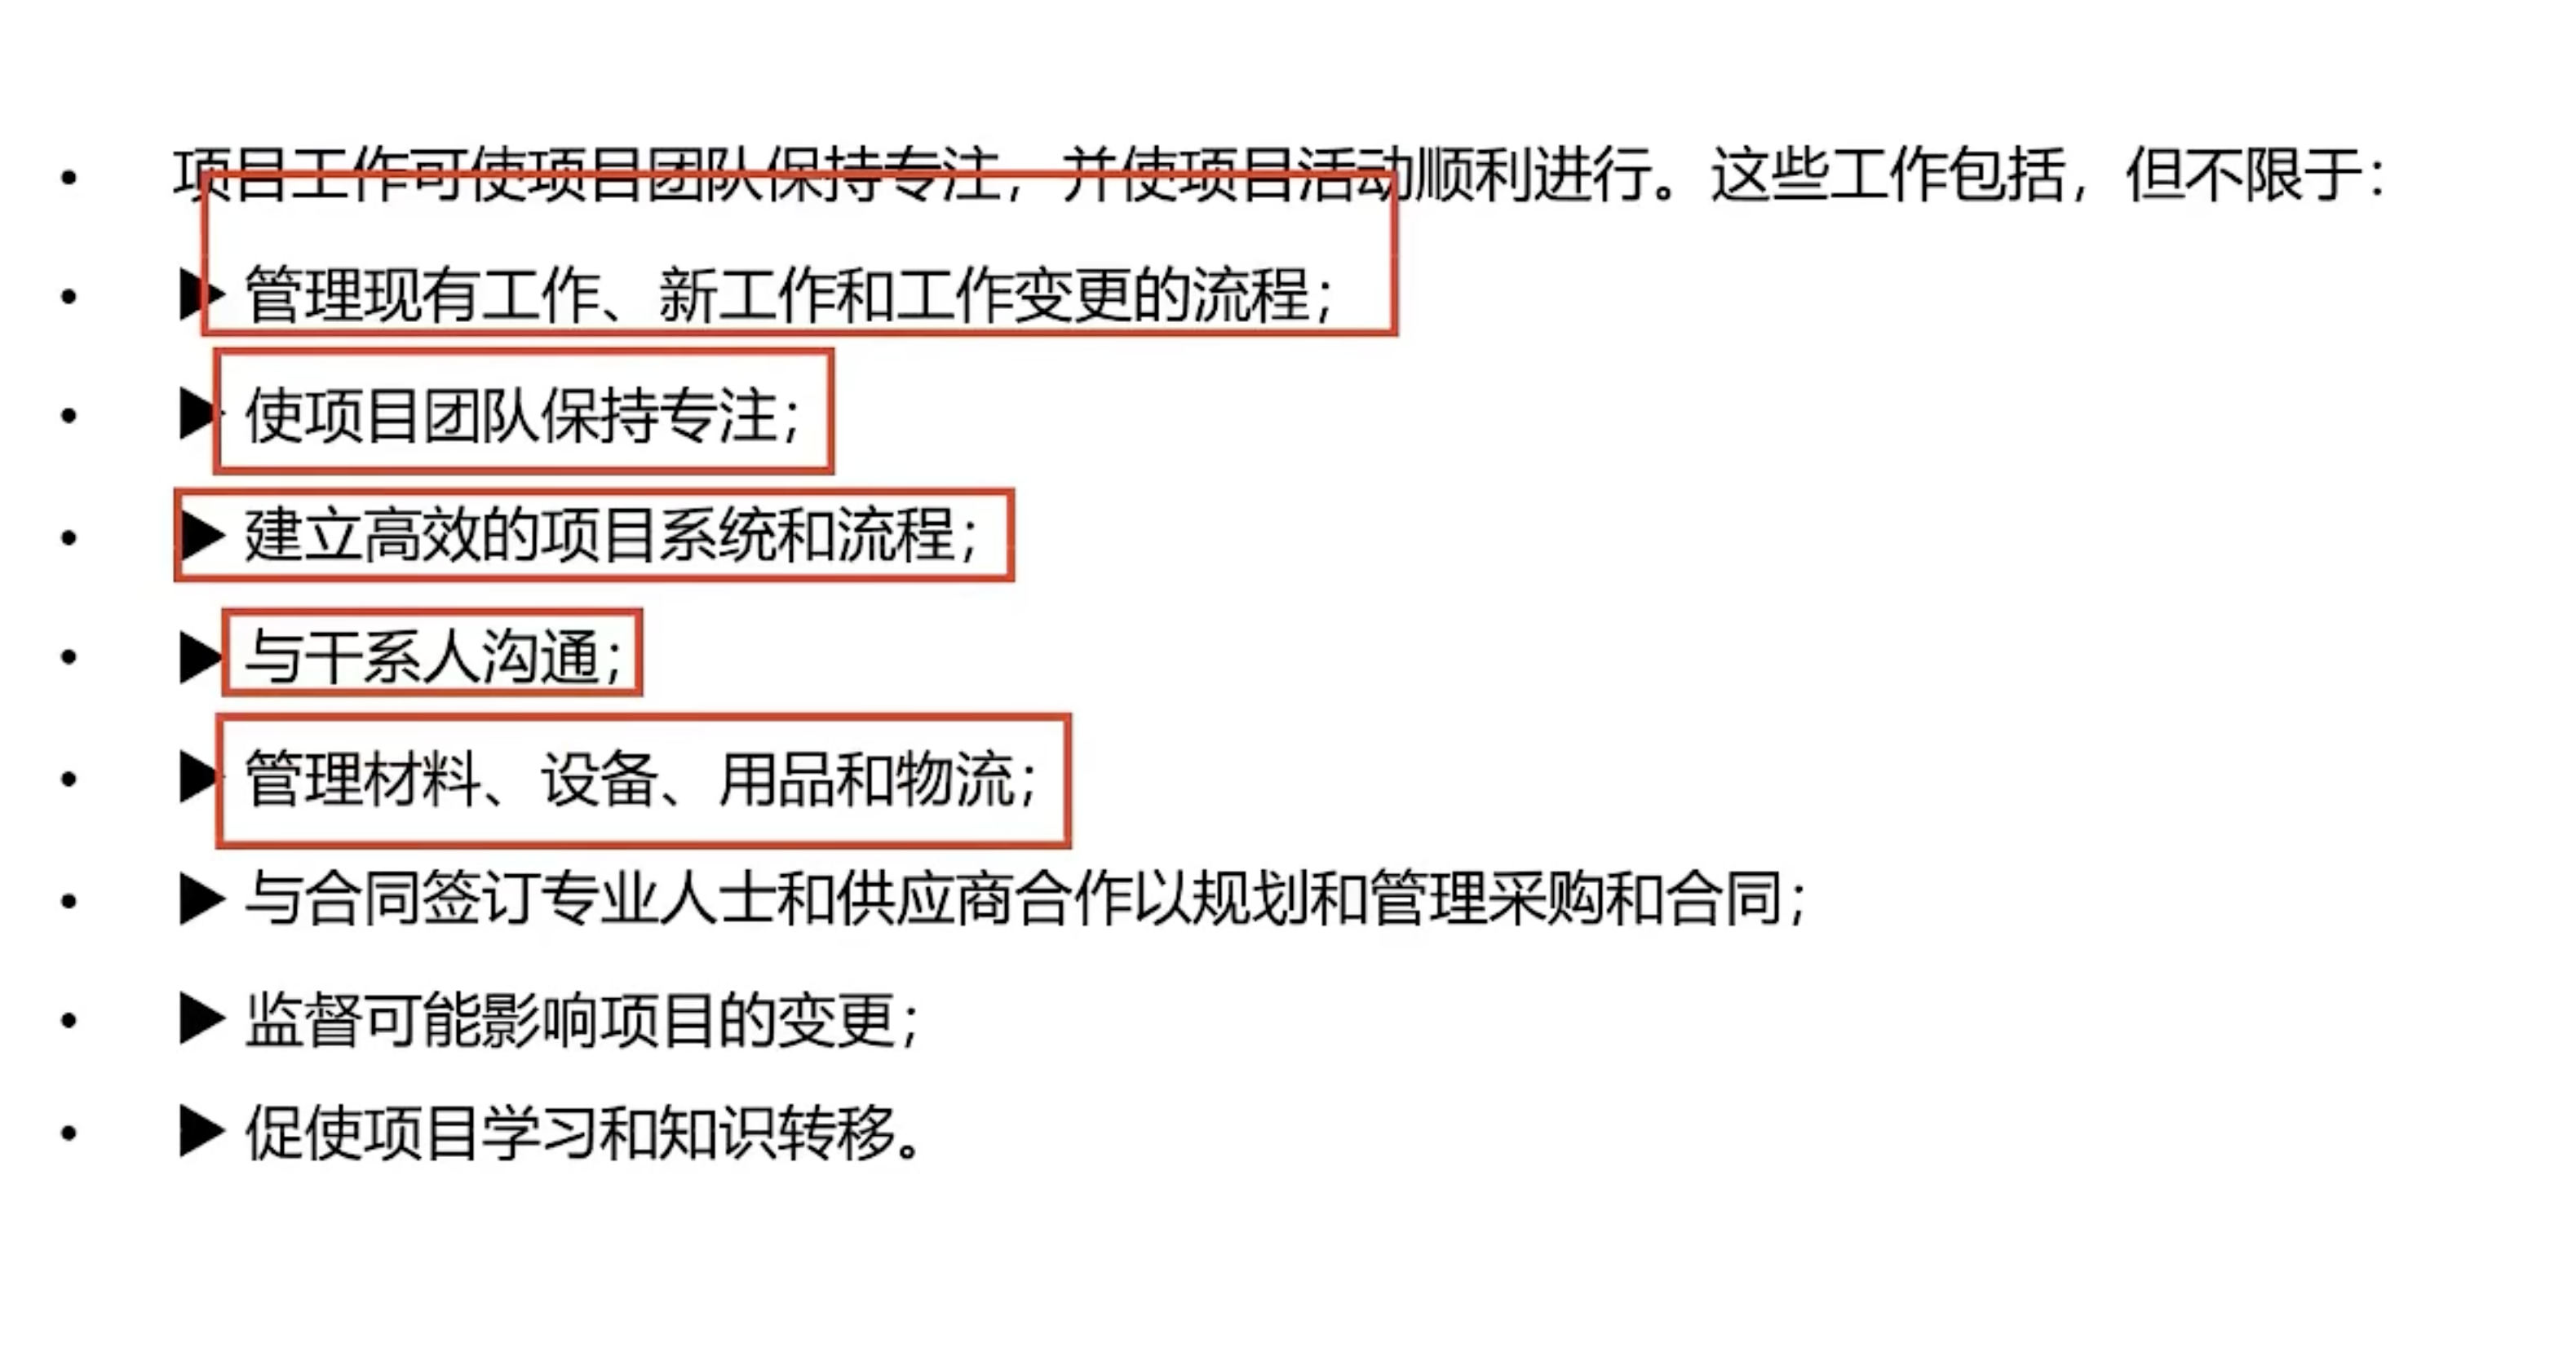 • 项目工作可使项目团队保持专注，并使项目活动顺利进行。这些工作包括，但不限于：
• ▶ 管理现有工作、新工作和工作变更的流程；
• ▶ 使项目团队保持专注；
• ▶ 建立高效的项目系统和流程；
• ▶ 与干系人沟通；
• ▶ 管理材料、设备、用品和物流；
• ▶ 与合同签订专业人士和供应商合作以规划和管理采购和合同；
• ▶ 监督可能影响项目的变更；
• ▶ 促使项目学习和知识转移。